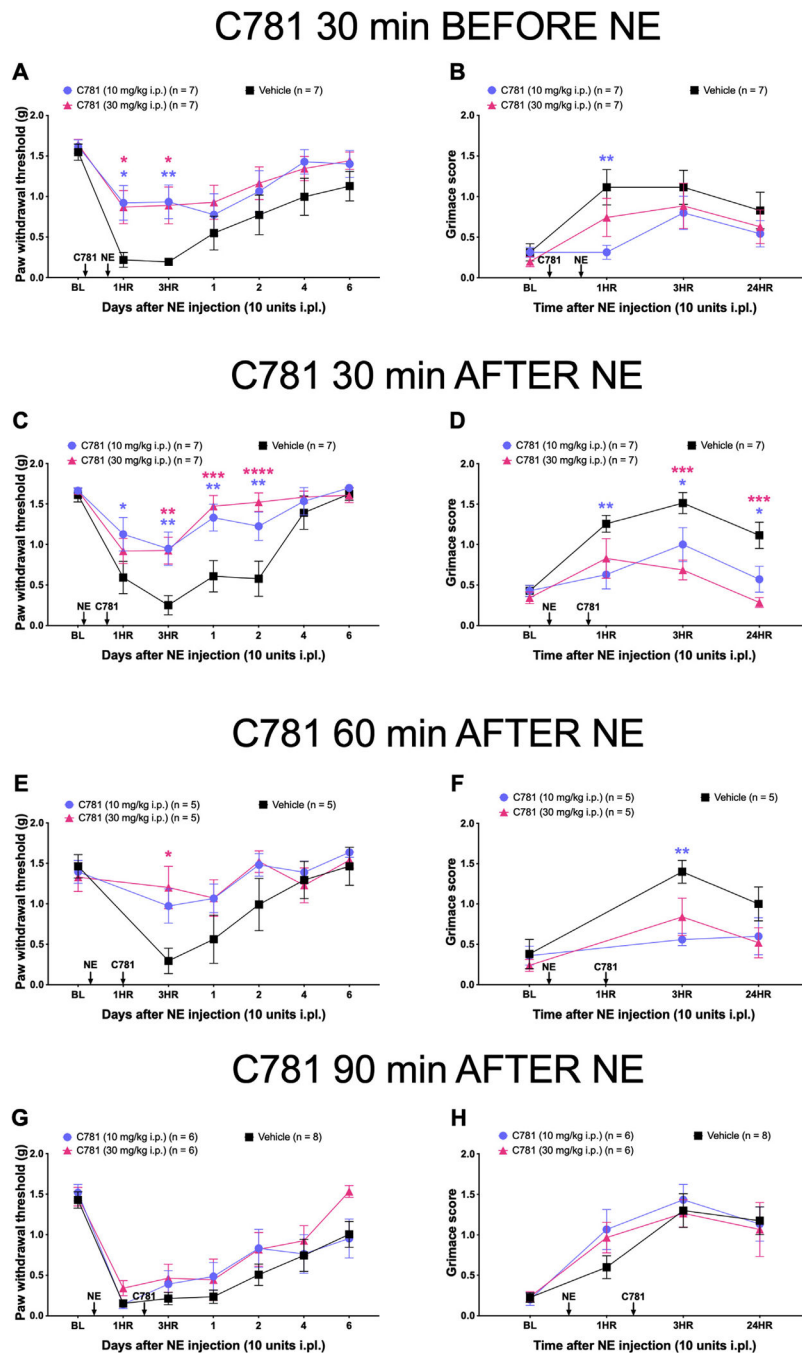 C781 30 min BEFORE NE
A
C781 (10 mg/kg i.p.) (n = 7)
Vehicle (n = 7)
C781 (30 mg/kg i.p.) (n = 7)
Paw withdrawal threshold (g)
2.0
1.5
1.0
0.5
0.0
*
*
*
**
C781
NE
BL
1HR
3HR
1
2
4
6
Days after NE injection (10 units i.pl.)
B
C781 (10 mg/kg i.p.) (n = 7)
Vehicle (n = 7)
C781 (30 mg/kg i.p.) (n = 7)
Grimace score
2.0
1.5
1.0
0.5
0.0
**
C781
NE
BL
1HR
3HR
24HR
Time after NE injection (10 units i.pl.)
C781 30 min AFTER NE
C
C781 (10 mg/kg i.p.) (n = 7)
Vehicle (n = 7)
C781 (30 mg/kg i.p.) (n = 7)
Paw withdrawal threshold (g)
2.0
1.5
1.0
0.5
0.0
*
**
**
***
**
****
**
NE
C781
BL
1HR
3HR
1
2
4
6
Days after NE injection (10 units i.pl.)
D
C781 (10 mg/kg i.p.) (n = 7)
Vehicle (n = 7)
C781 (30 mg/kg i.p.) (n = 7)
Grimace score
2.0
1.5
1.0
0.5
0.0
**
***
*
***
*
NE
C781
BL
1HR
3HR
24HR
Time after NE injection (10 units i.pl.)
C781 60 min AFTER NE
E
C781 (10 mg/kg i.p.) (n = 5)
Vehicle (n = 5)
C781 (30 mg/kg i.p.) (n = 5)
Paw withdrawal threshold (g)
2.0
1.5
1.0
0.5
0.0
*
NE
C781
BL
1HR
3HR
1
2
4
6
Days after NE injection (10 units i.pl.)
F
C781 (10 mg/kg i.p.) (n = 5)
Vehicle (n = 5)
C781 (30 mg/kg i.p.) (n = 5)
Grimace score
2.0
1.5
1.0
0.5
0.0
**
NE
C781
BL
1HR
3HR
24HR
Time after NE injection (10 units i.pl.)
C781 90 min AFTER NE
G
C781 (10 mg/kg i.p.) (n = 6)
Vehicle (n = 8)
C781 (30 mg/kg i.p.) (n = 6)
Paw withdrawal threshold (g)
2.0
1.5
1.0
0.5
0.0
NE
C781
BL
1HR
3HR
1
2
4
6
Days after NE injection (10 units i.pl.)
H
C781 (10 mg/kg i.p.) (n = 6)
Vehicle (n = 8)
C781 (30 mg/kg i.p.) (n = 6)
Grimace score
2.0
1.5
1.0
0.5
0.0
NE
C781
BL
1HR
3HR
24HR
Time after NE injection (10 units i.pl.)